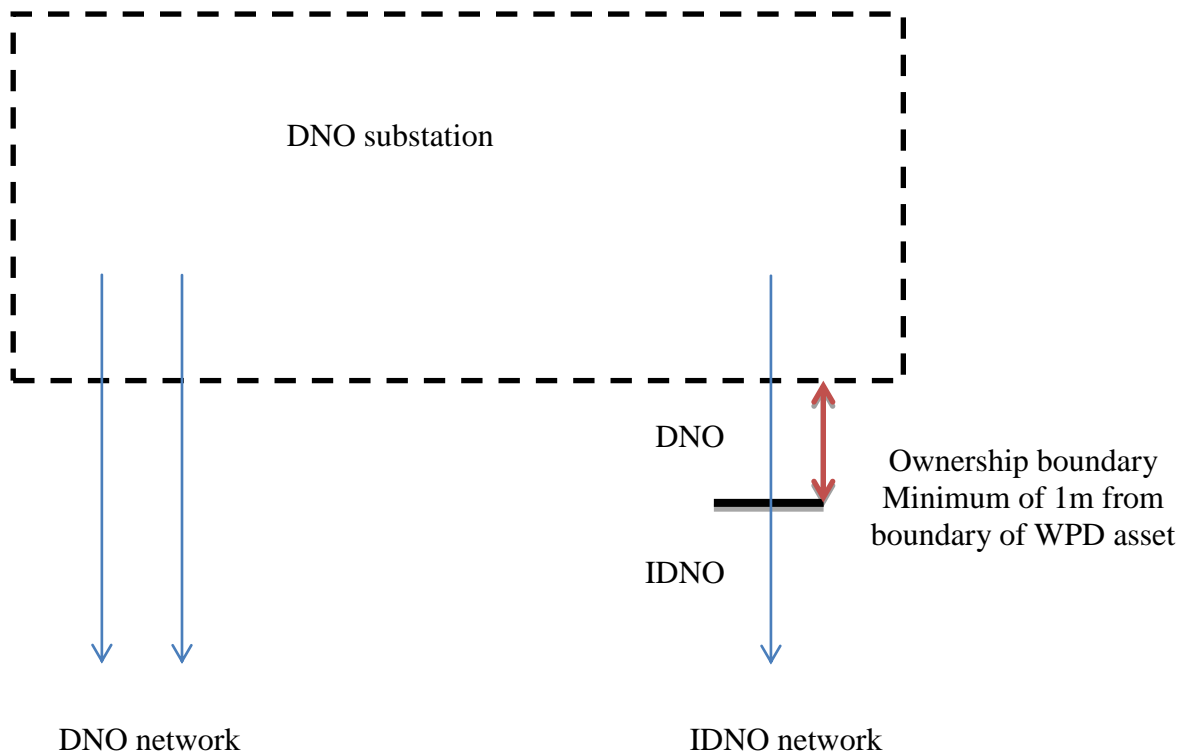 DNO substation
DNO
Ownership boundary
Minimum of 1m from
boundary of WPD asset
IDNO
DNO network
IDNO network